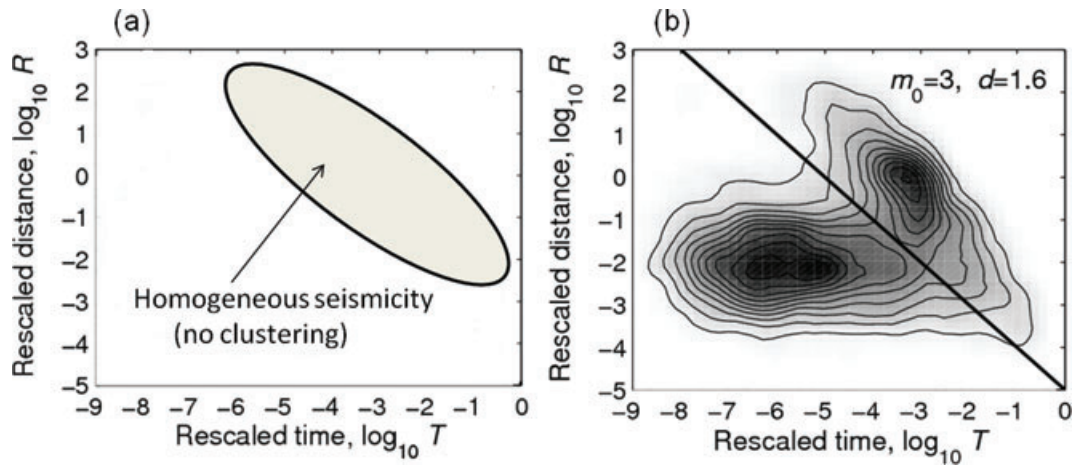 (a)
Rescaled distance, log₁₀ R
3
2
1
0
−1
−2
−3
−4
−5
Homogeneous seismicity
(no clustering)
−9 −8 −7 −6 −5 −4 −3 −2 −1 0
Rescaled time, log₁₀ T
(b)
Rescaled distance, log₁₀ R
3
2
1
0
−1
−2
−3
−4
−5
m₀=3, d=1.6
−9 −8 −7 −6 −5 −4 −3 −2 −1 0
Rescaled time, log₁₀ T